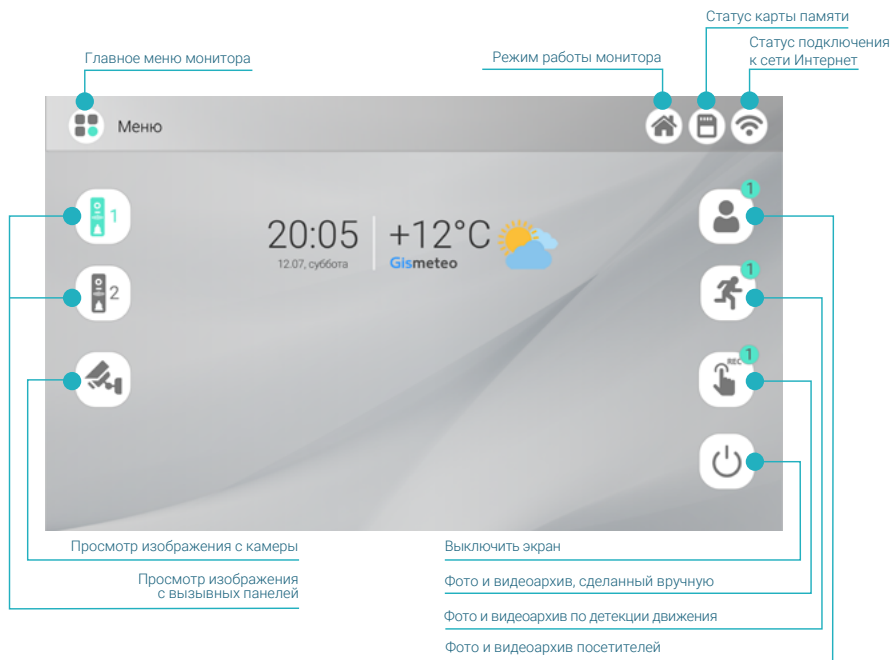 Статус карты памяти
Главное меню монитора
Режим работы монитора
Статус подключения
к сети Интернет
Меню
1
2
20:05
12.07, суббота
+12°C
Gismeteo
1
1
REC
1
Просмотр изображения с камеры
Просмотр изображения
с вызывных панелей
Выключить экран
Фото и видеоархив, сделанный вручную
Фото и видеоархив по детекции движения
Фото и видеоархив посетителей